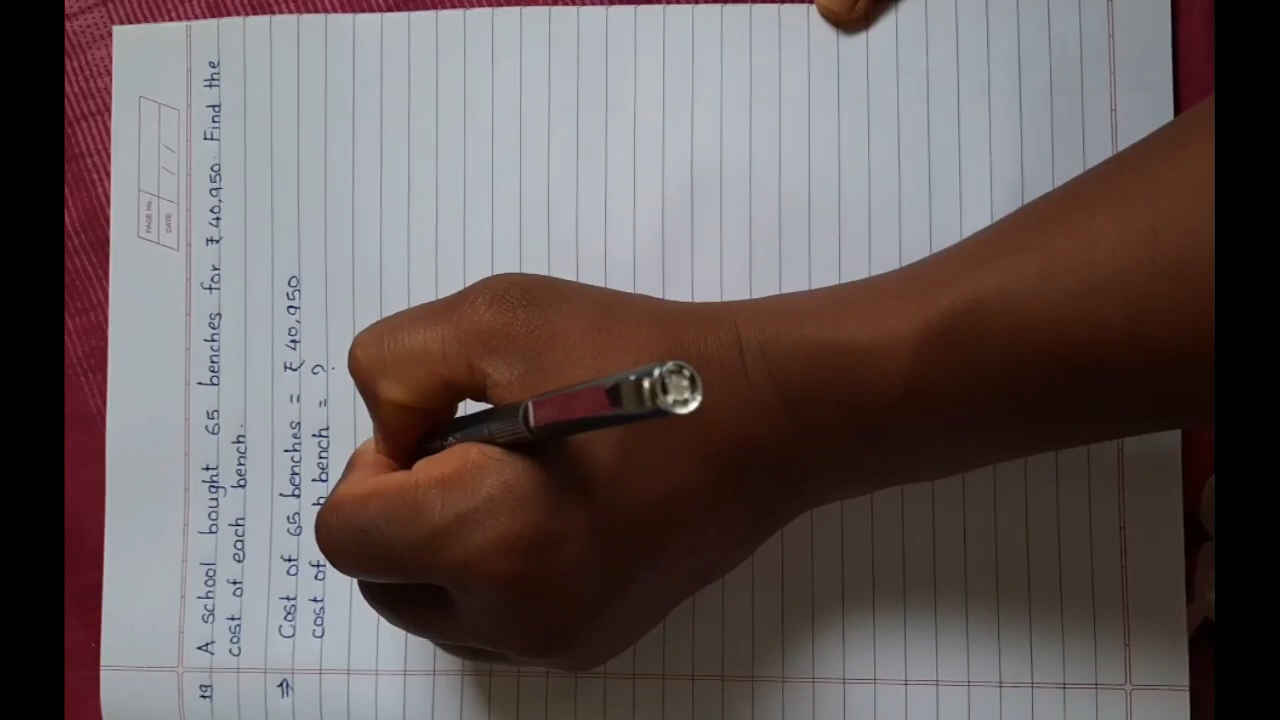 PAGE No.
DATE / /
19 A school bought 65 benches for ₹ 40,950. Find the
cost of each bench.
⇒ Cost of 65 benches = ₹ 40,950
cost of bench = ?